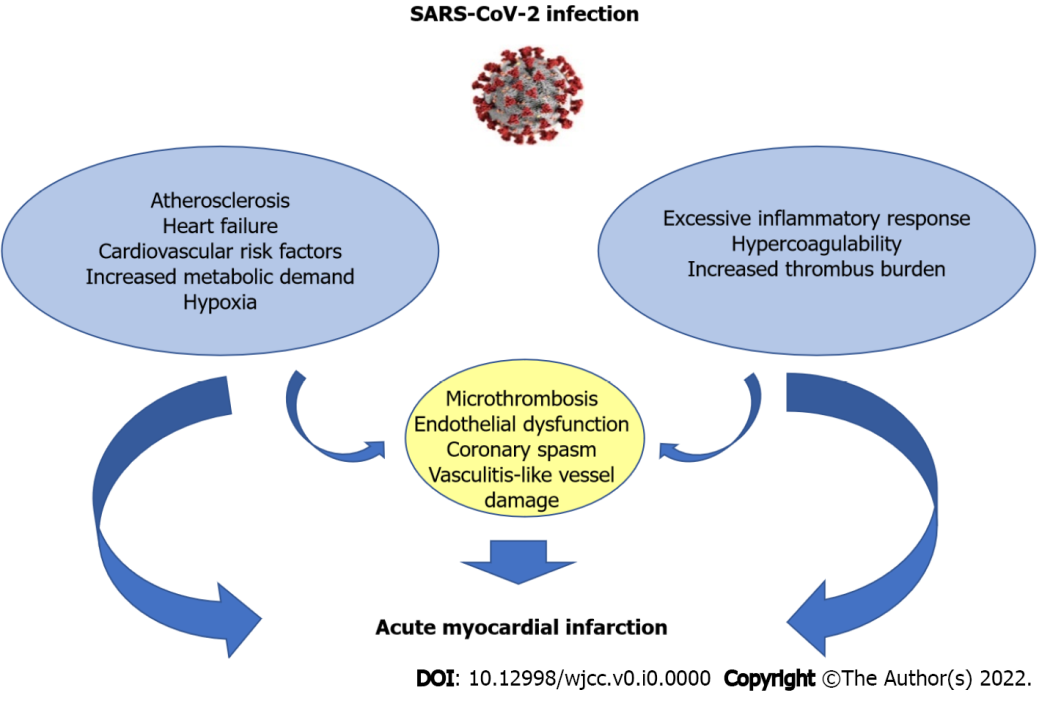 SARS-CoV-2 infection
Atherosclerosis
Heart failure
Cardiovascular risk factors
Increased metabolic demand
Hypoxia
Excessive inflammatory response
Hypercoagulability
Increased thrombus burden
Microthrombosis
Endothelial dysfunction
Coronary spasm
Vasculitis-like vessel
damage
Acute myocardial infarction
DOI: 10.12998/wjcc.v0.i0.0000 Copyright ©The Author(s) 2022.